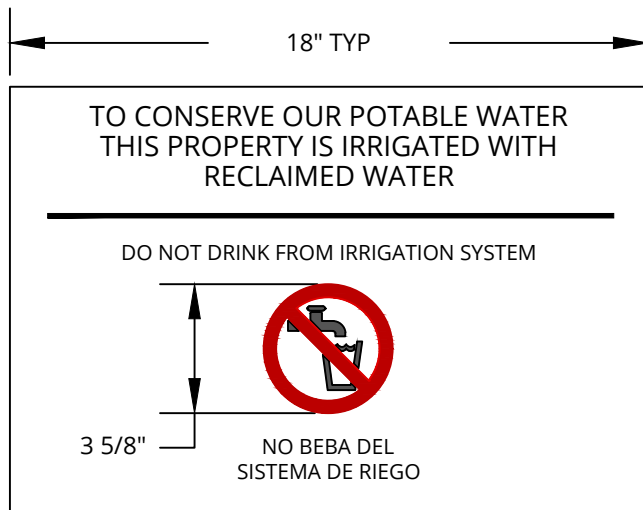 18" TYP
TO CONSERVE OUR POTABLE WATER
THIS PROPERTY IS IRRIGATED WITH
RECLAIMED WATER
DO NOT DRINK FROM IRRIGATION SYSTEM
3 5/8"
NO BEBA DEL
SISTEMA DE RIEGO